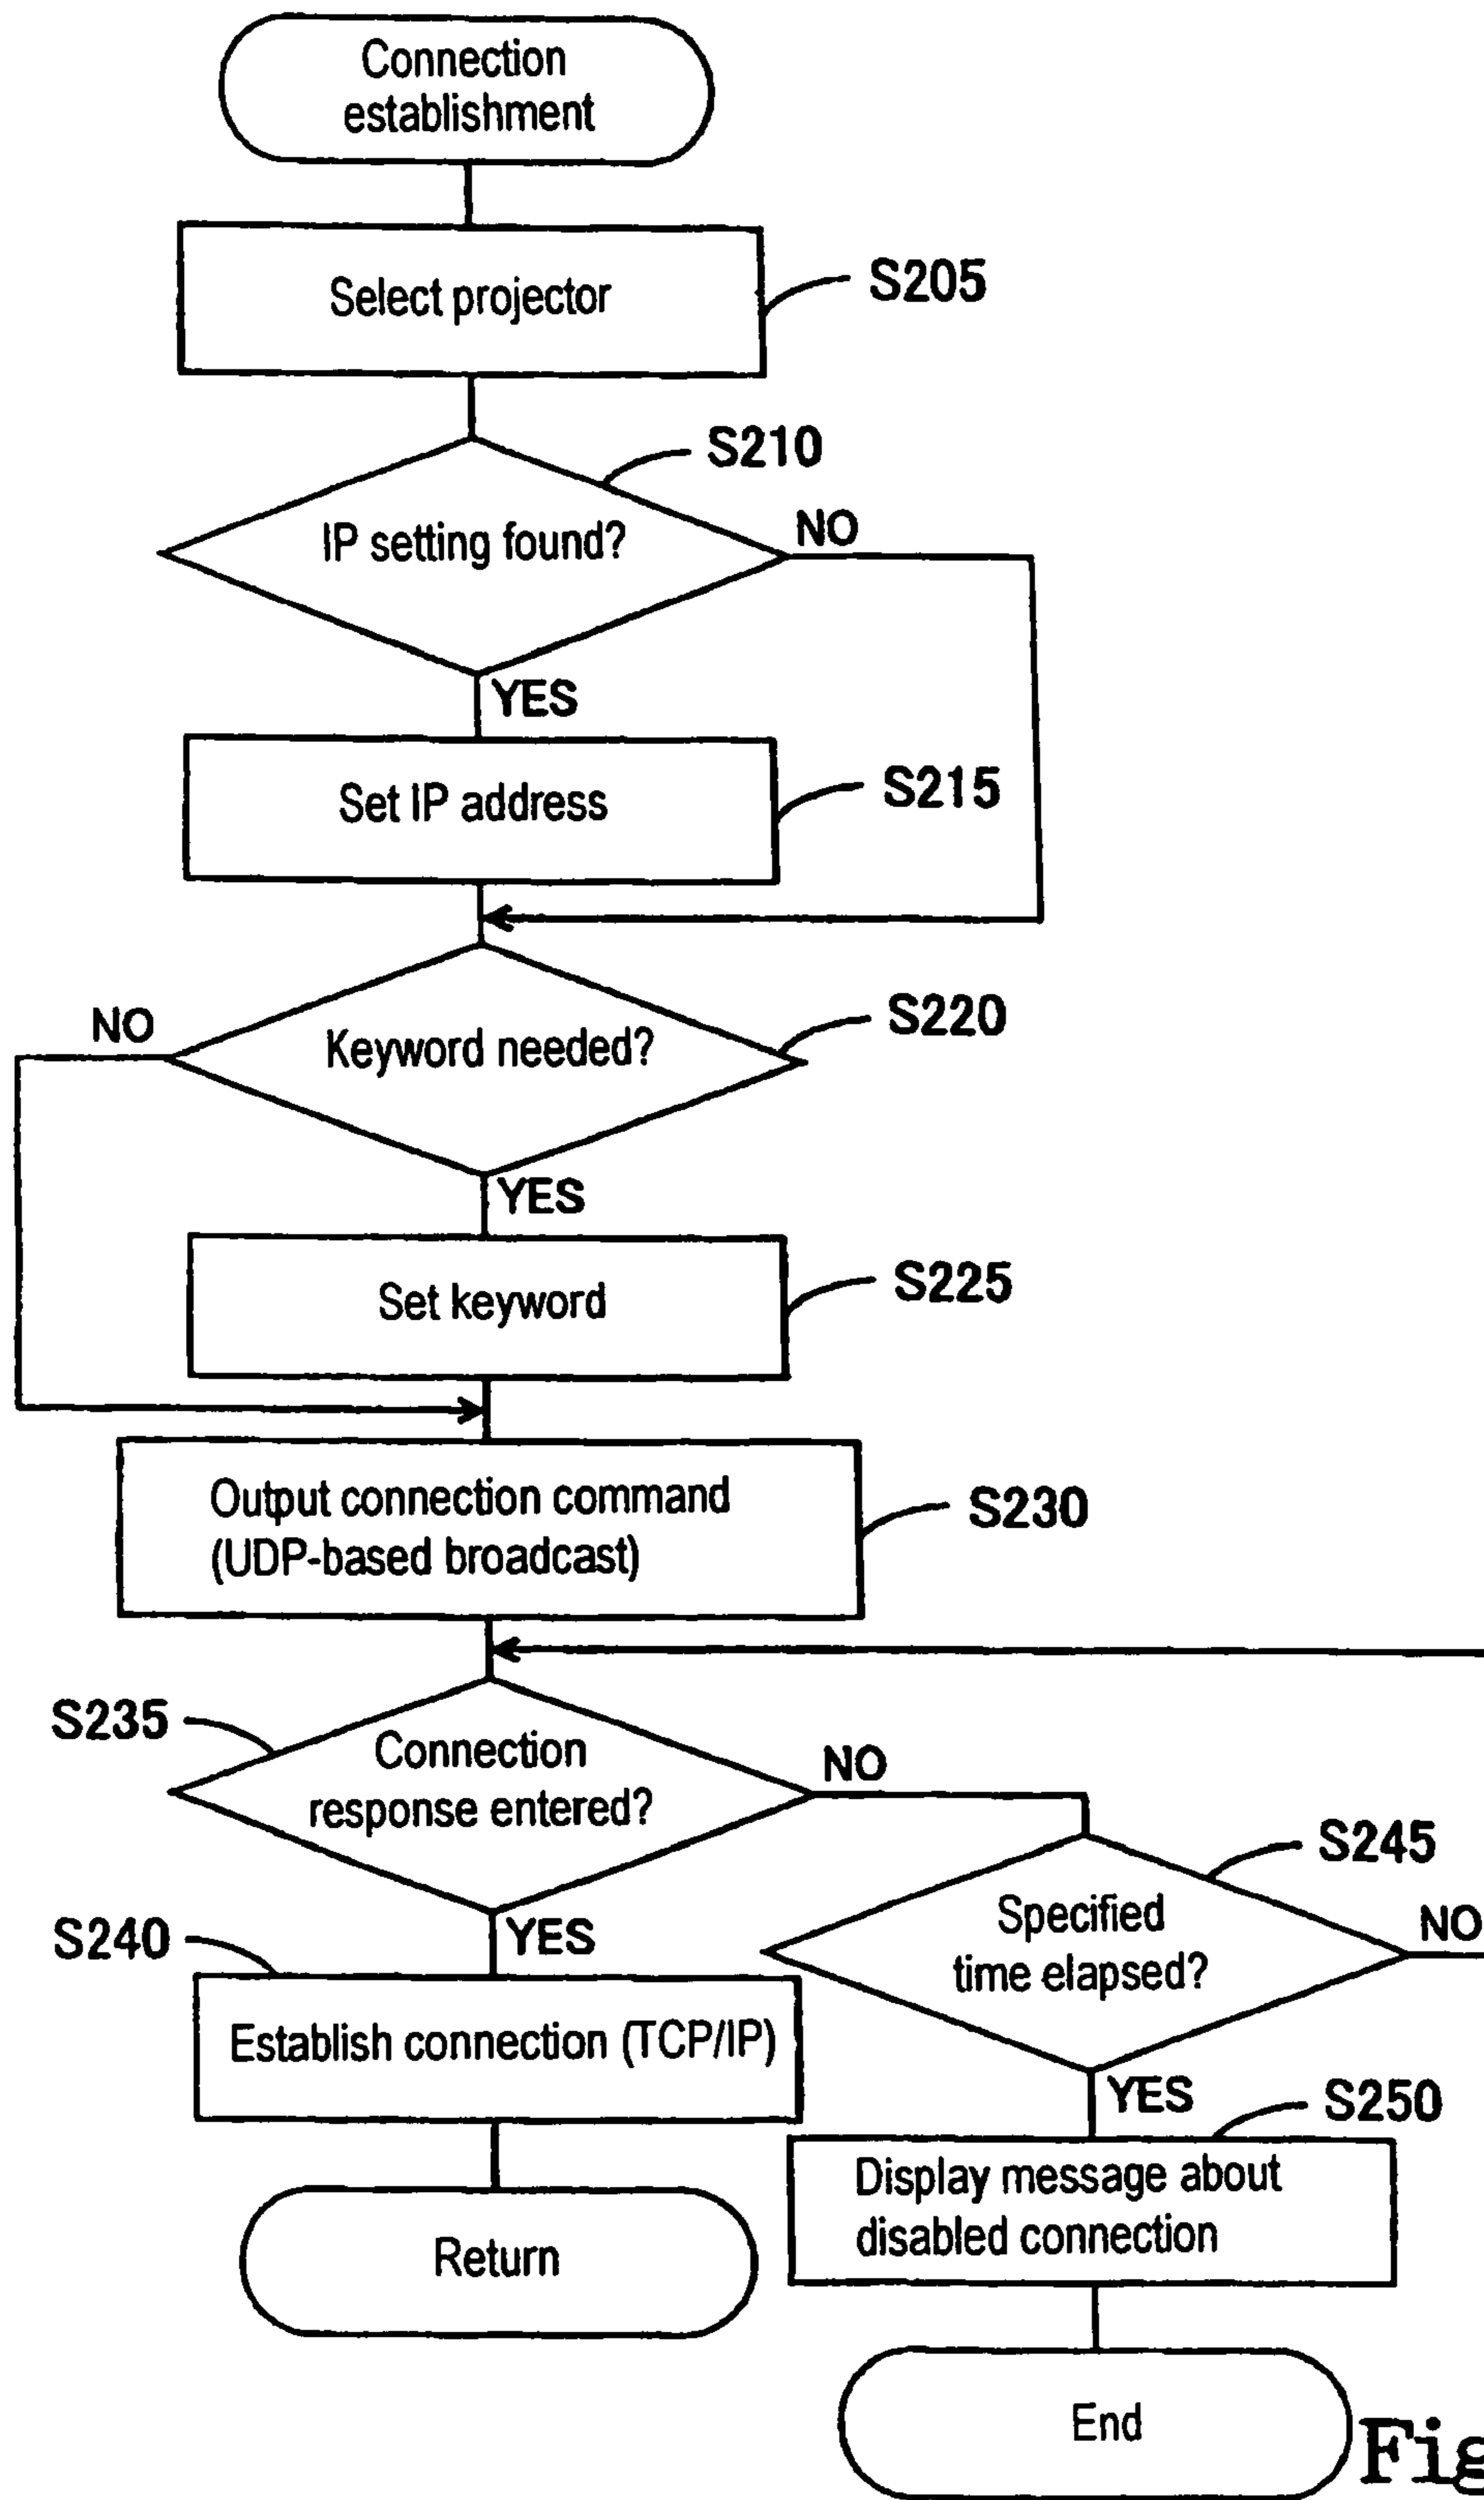 Connection
establishment
Select projector
S205
S210
IP setting found?
NO
YES
Set IP address
S215
NO
Keyword needed?
S220
YES
Set keyword
S225
Output connection command
(UDP-based broadcast)
S230
S235
Connection
response entered?
NO
S245
Specified
time elapsed?
NO
S240
YES
Establish connection (TCP/IP)
YES
S250
Display message about
disabled connection
Return
End
Fig